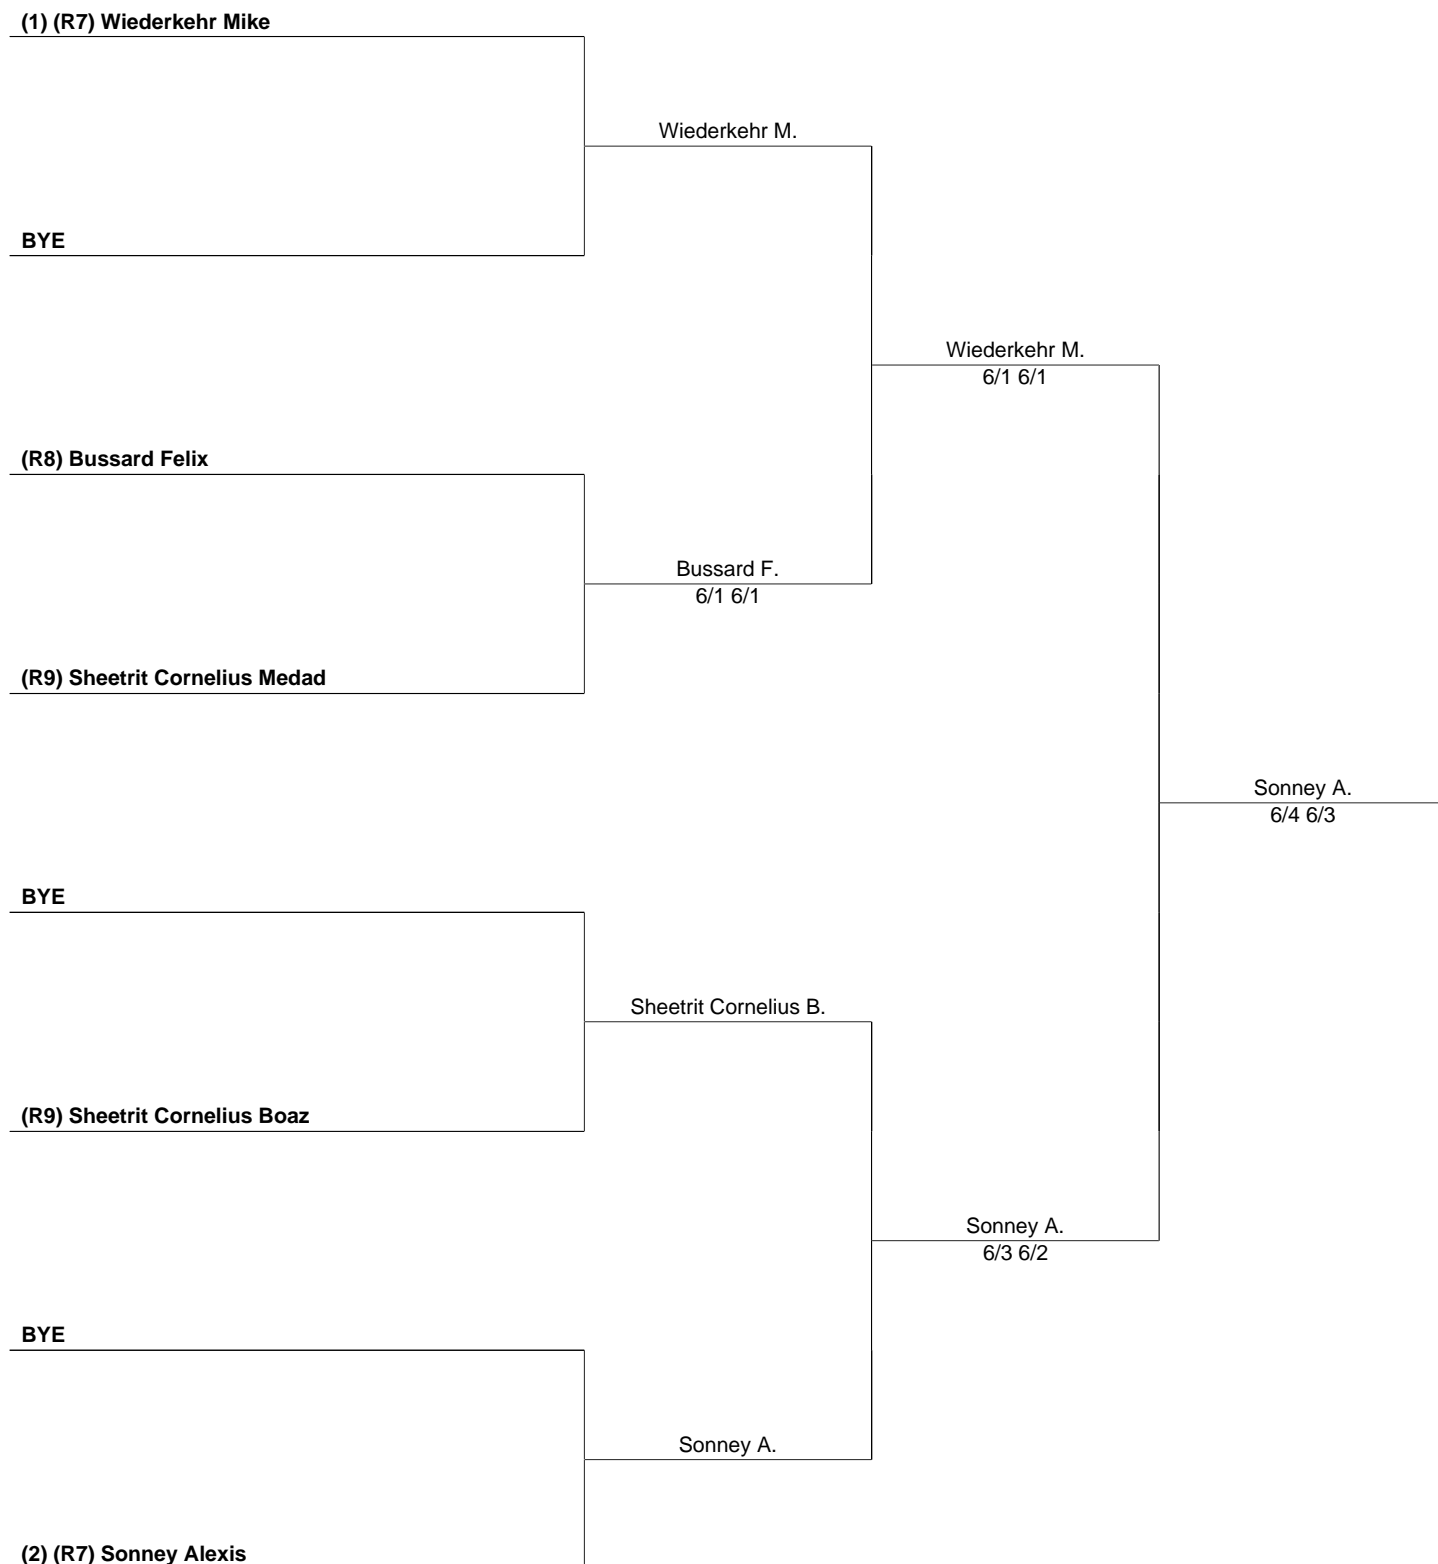 (1) (R7) Wiederkehr Mike
Wiederkehr M.
BYE
Wiederkehr M.
6/1 6/1
(R8) Bussard Felix
Bussard F.
6/1 6/1
(R9) Sheetrit Cornelius Medad
Sonney A.
6/4 6/3
BYE
Sheetrit Cornelius B.
(R9) Sheetrit Cornelius Boaz
Sonney A.
6/3 6/2
BYE
Sonney A.
(2) (R7) Sonney Alexis